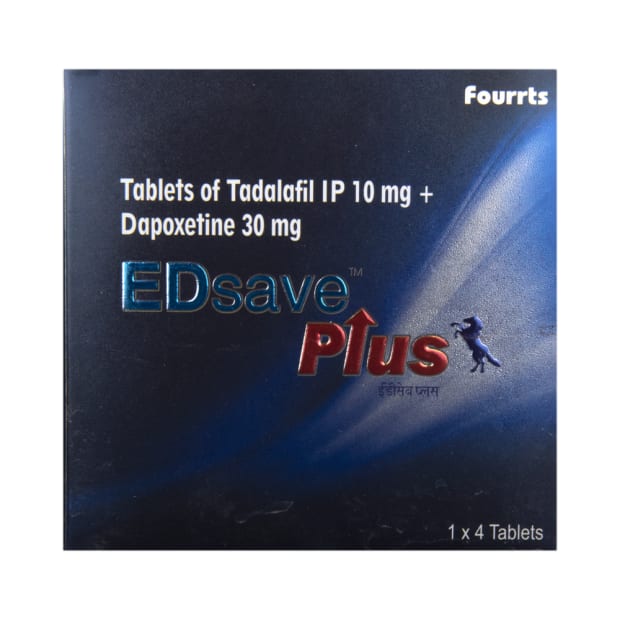 Fourrts
Tablets of Tadalafil IP 10 mg +
Dapoxetine 30 mg
EDsave™
Plus
ईडीसेव प्लस
1 x 4 Tablets